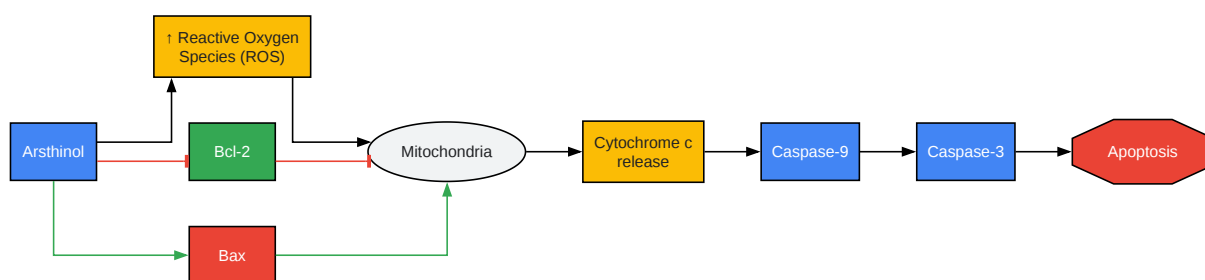 ↑ Reactive Oxygen
Species (ROS)
Arsthinol
Bcl-2
Mitochondria
Cytochrome c
release
Caspase-9
Caspase-3
Apoptosis
Bax